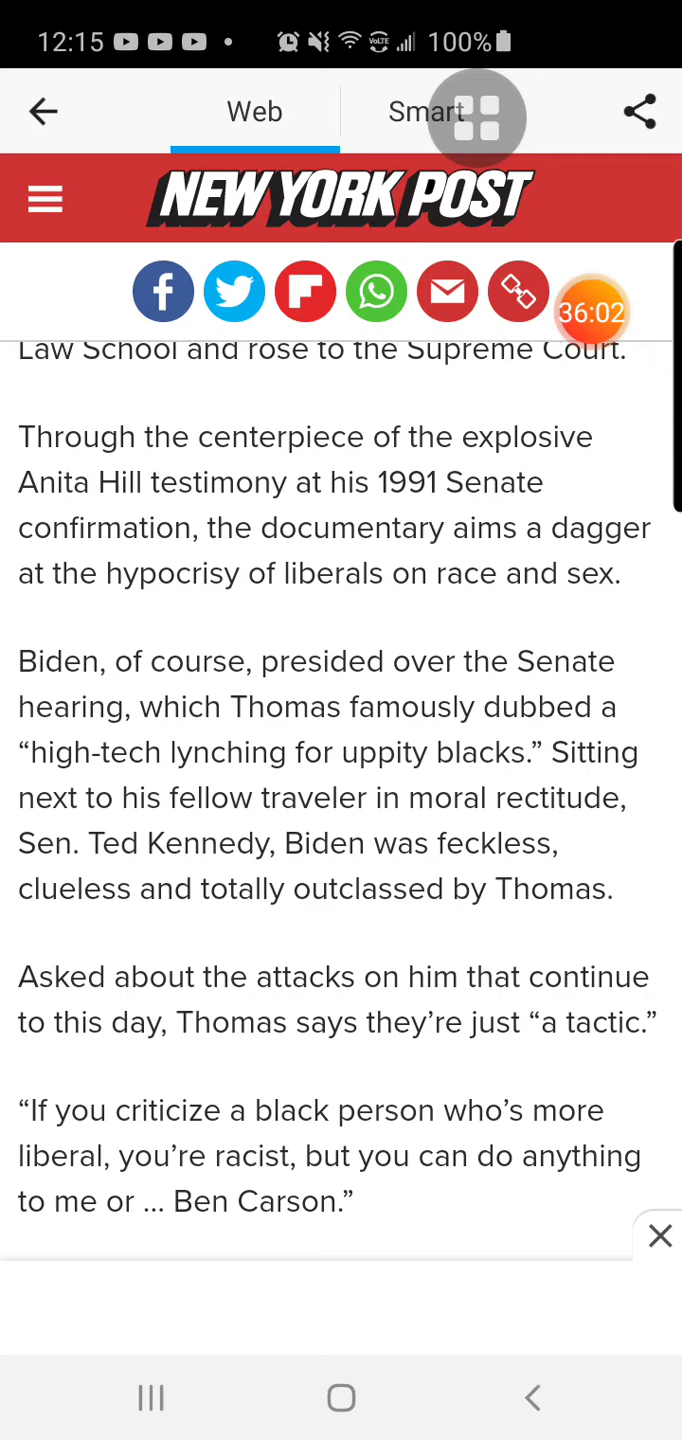 12:15 VoLTE 100%
Web Smart
NEW YORK POST
36:02
Law School and rose to the Supreme Court.
Through the centerpiece of the explosive
Anita Hill testimony at his 1991 Senate
confirmation, the documentary aims a dagger
at the hypocrisy of liberals on race and sex.
Biden, of course, presided over the Senate
hearing, which Thomas famously dubbed a
“high-tech lynching for uppity blacks.” Sitting
next to his fellow traveler in moral rectitude,
Sen. Ted Kennedy, Biden was feckless,
clueless and totally outclassed by Thomas.
Asked about the attacks on him that continue
to this day, Thomas says they’re just “a tactic.”
“If you criticize a black person who’s more
liberal, you’re racist, but you can do anything
to me or ... Ben Carson.”